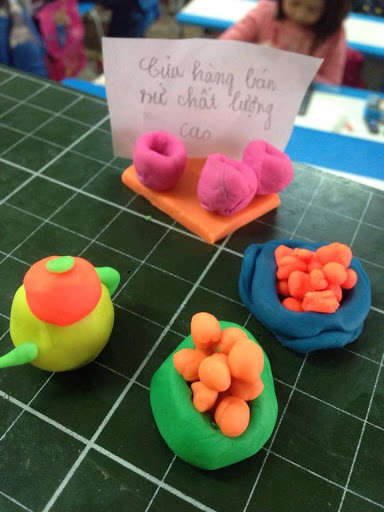 Cửa hàng bán
sứ chất lượng
cao